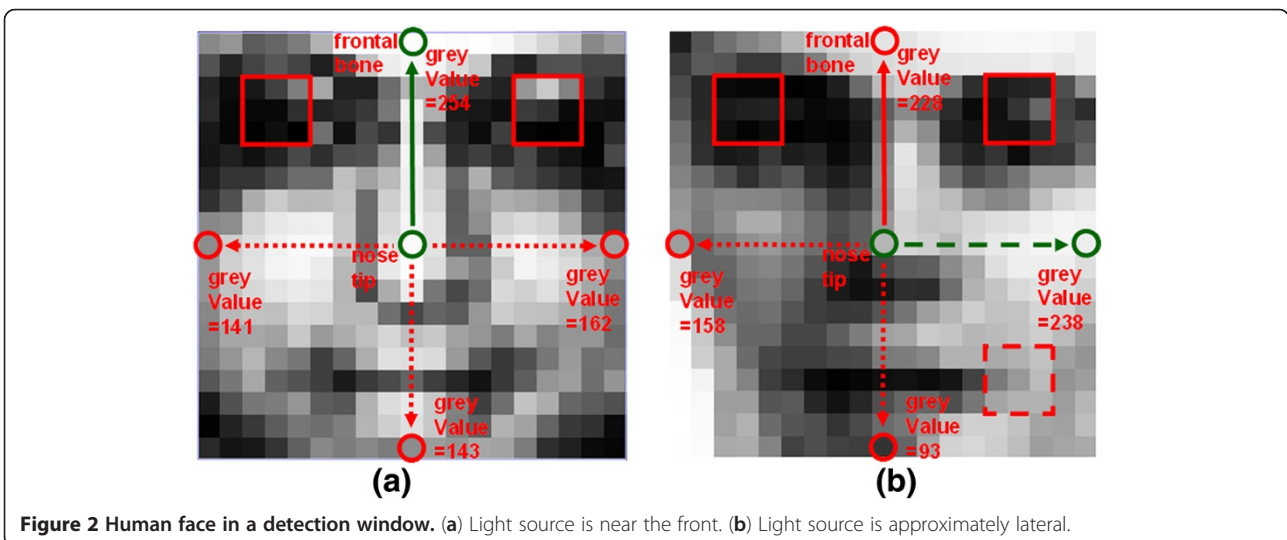 frontal
bone
grey
Value
=254
nose
tip
grey
Value
=141
grey
Value
=162
grey
Value
=143
(a)
frontal
bone
grey
Value
=228
nose
tip
grey
Value
=158
grey
Value
=238
grey
Value
=93
(b)
Figure 2 Human face in a detection window. (a) Light source is near the front. (b) Light source is approximately lateral.